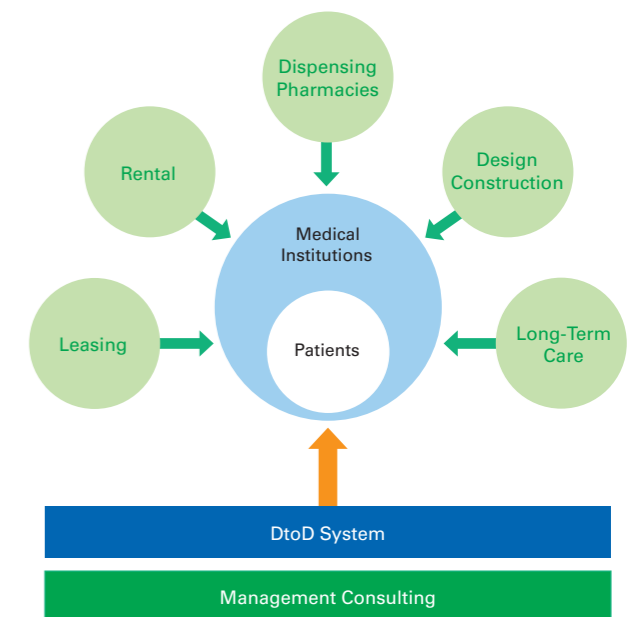 Dispensing
Pharmacies
Rental
Design
Construction
Medical
Institutions
Leasing
Patients
Long-Term
Care
DtoD System
Management Consulting